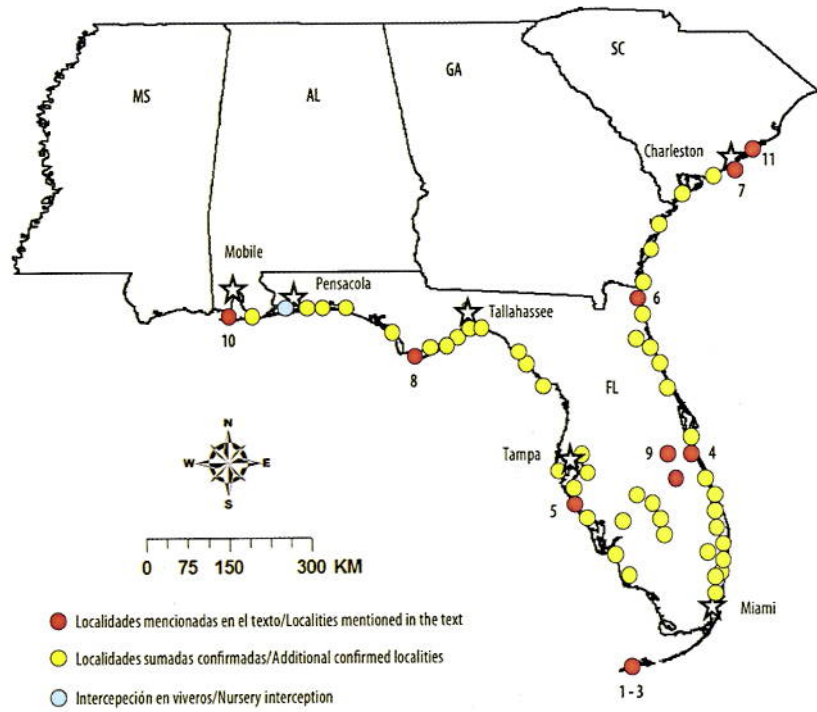 SC
GA
MS
AL
Charleston
11
7
Mobile
Pensacola
Tallahassee
6
10
8
FL
N
W E
S
Tampa
9
4
5
0 75 150 300 KM
Miami
1 - 3
Localidades mencionadas en el texto/Localities mentioned in the text
Localidades sumadas confirmadas/Additional confirmed localities
Intercepeción en viveros/Nursery interception